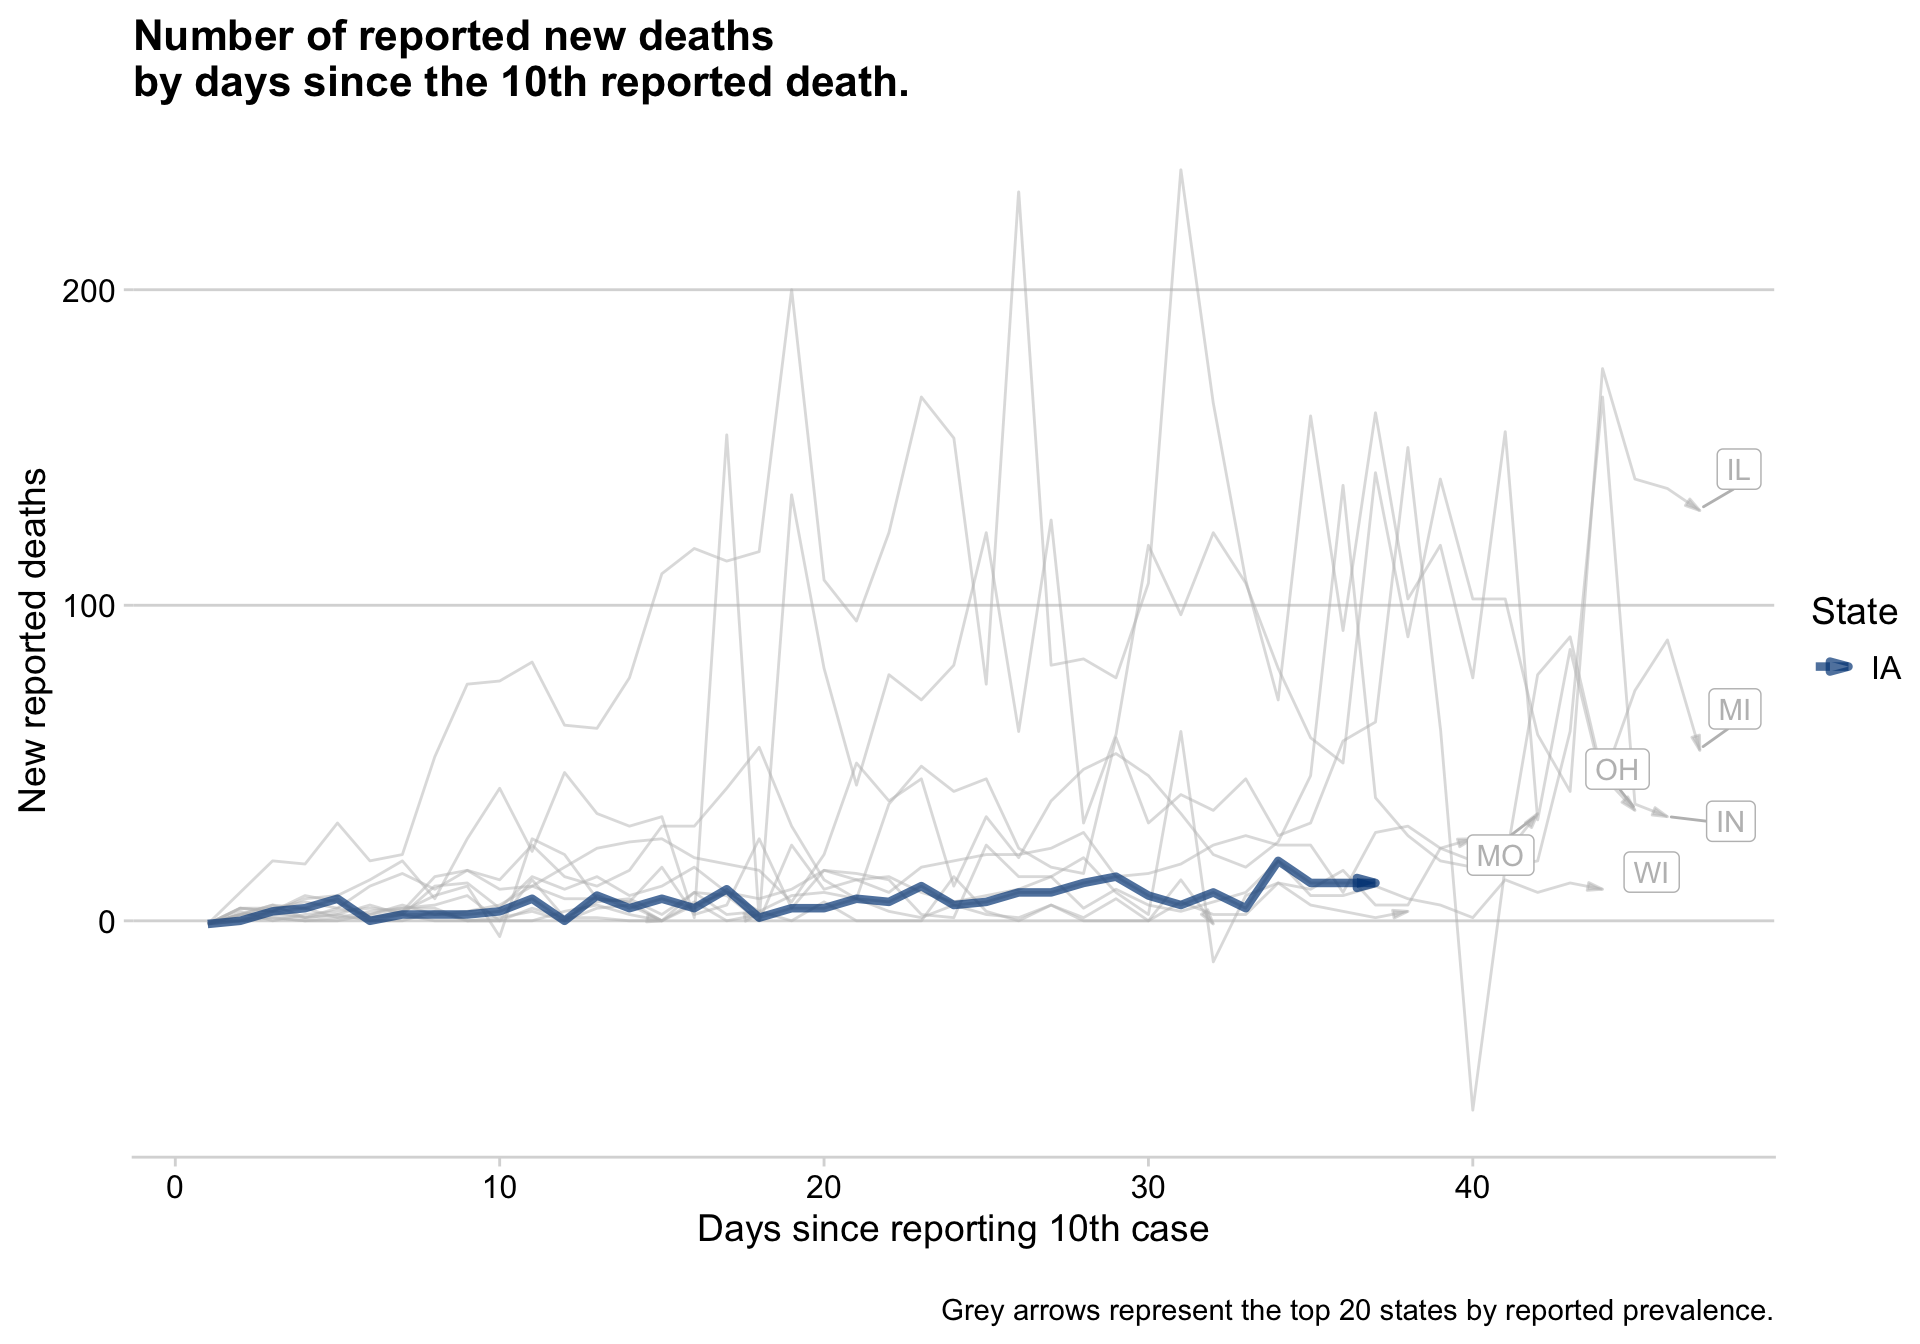 Number of reported new deaths
by days since the 10th reported death.
New reported deaths
200
100
0
IL
MI
OH
IN
MO
WI
State
IA
0
10
20
30
40
Days since reporting 10th case
Grey arrows represent the top 20 states by reported prevalence.